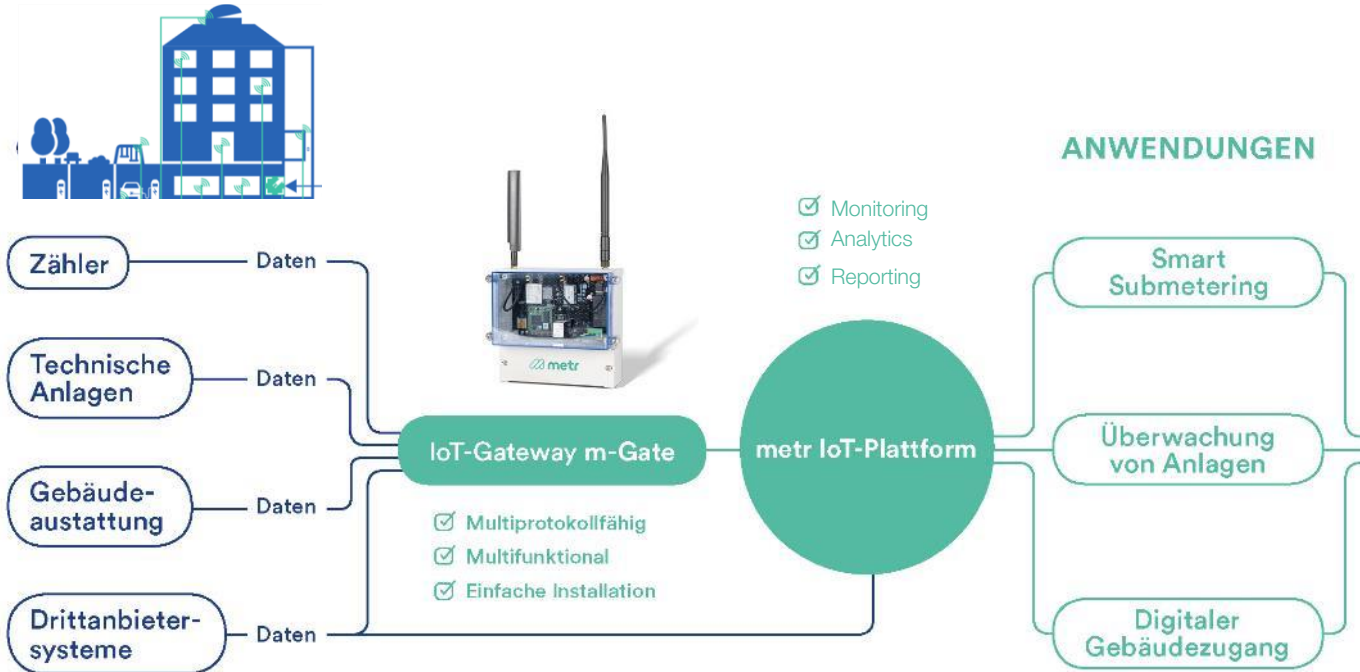 ANWENDUNGEN
Monitoring
Analytics
Reporting
Zähler
Daten
Technische
Anlagen
Daten
Gebäude-
austattung
Daten
Drittanbieter-
systeme
Daten
metr
IoT-Gateway m-Gate
Multiprotokollfähig
Multifunktional
Einfache Installation
metr IoT-Plattform
Smart
Submetering
Überwachung
von Anlagen
Digitaler
Gebäudezugang